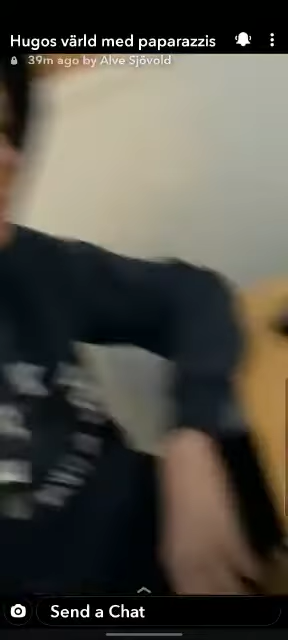 Hugos värld med paparazzis
39m ago by Alve Sjövold
Send a Chat